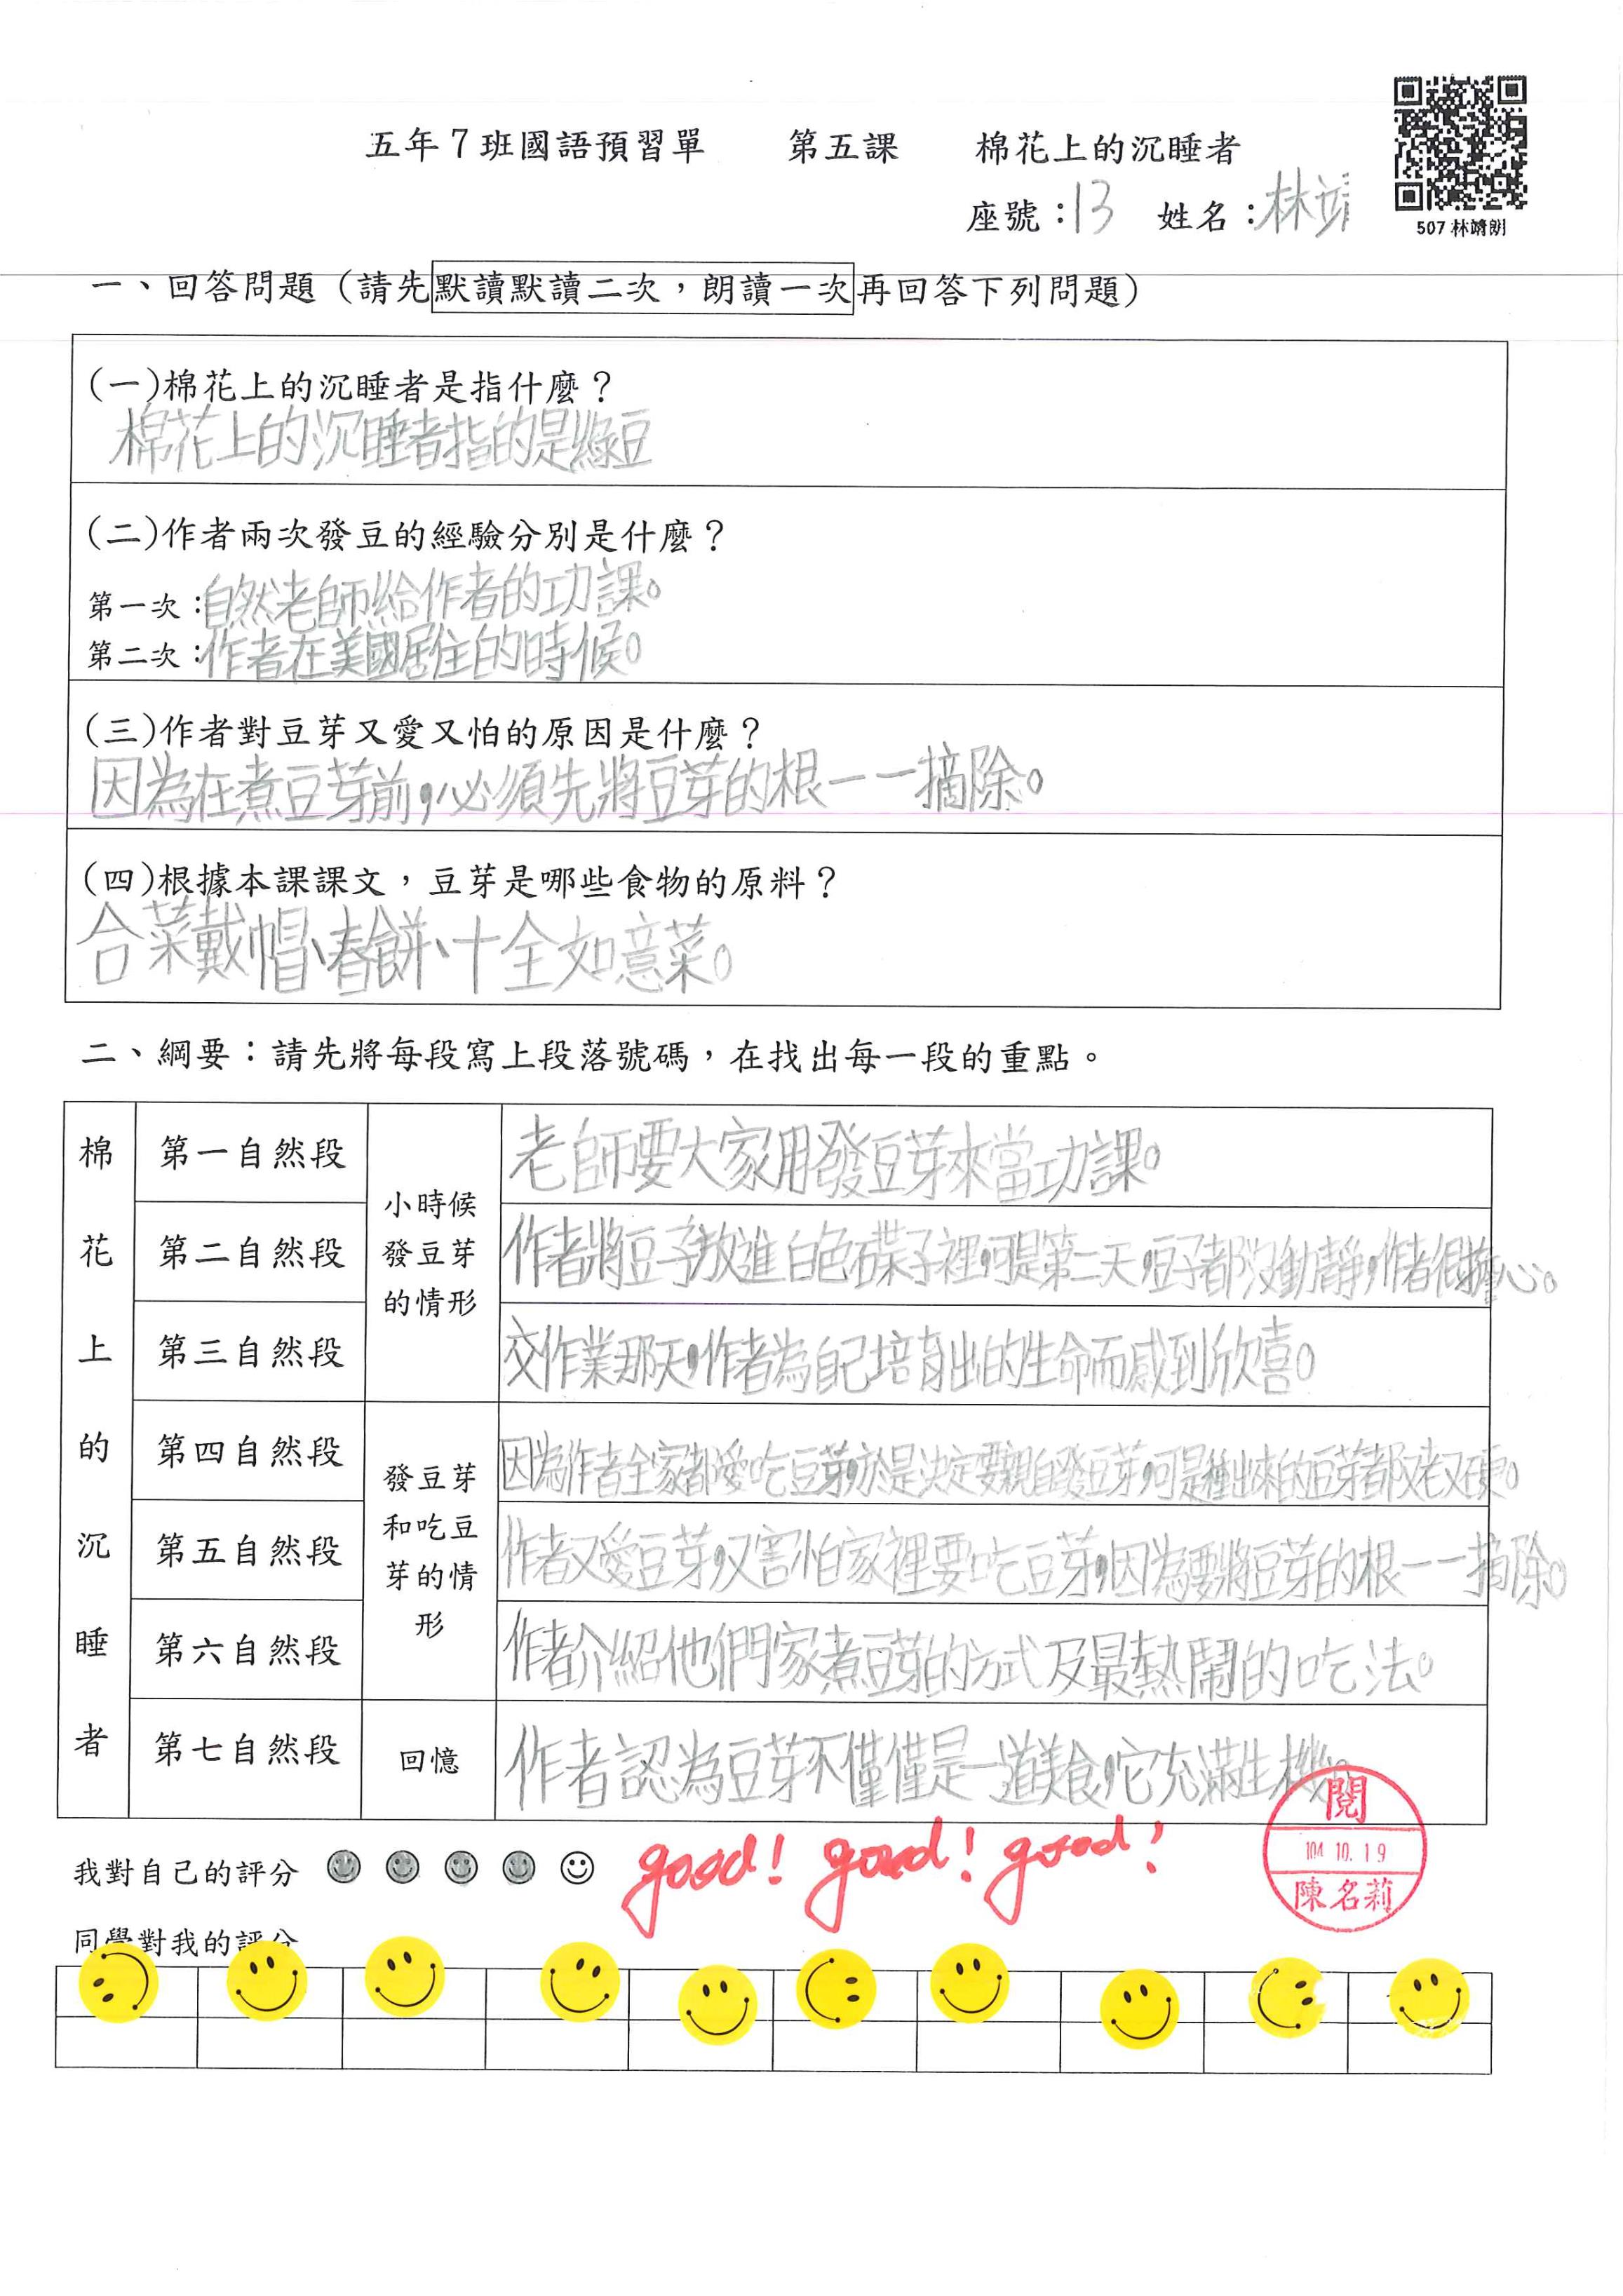 五年7班國語預習單 第五課 棉花上的沉睡者
座號：13 姓名：林靖
507 林靖朗
一、回答問題（請先默讀默讀二次，朗讀一次再回答下列問題）
(一)棉花上的沉睡者是指什麼？
棉花上的沉睡者指的是綠豆
(二)作者兩次發豆的經驗分別是什麼？
第一次：自然老師給作者的功課。
第二次：作者在美國居住的時候。
(三)作者對豆芽又愛又怕的原因是什麼？
因為在煮豆芽前，必須先將豆芽的根一一摘除。
(四)根據本課課文，豆芽是哪些食物的原料？
合菜戴帽、春餅、十全如意菜。
二、綱要：請先將每段寫上段落號碼，在找出每一段的重點。
棉花上的沉睡者
小時候發豆芽的情形
第一自然段 老師要大家用發豆芽來當功課。
第二自然段 作者將豆子放進白色碟子裡，可是第二天，豆子都沒動靜，作者很擔心。
第三自然段 交作業那天，作者為自己培育出的生命而感到欣喜。
發豆芽和吃豆芽的情形
第四自然段 因為作者全家都愛吃豆芽，於是決定要親自發豆芽，可是種出來的豆芽都又老又硬。
第五自然段 作者又愛豆芽，又害怕家裡要吃豆芽，因為要將豆芽的根一一摘除。
第六自然段 作者介紹他們家煮豆芽的方式及最熱鬧的吃法。
第七自然段 回憶 作者認為豆芽不僅僅是一道美食，它充滿生機。
我對自己的評分 good! good! good!
閱
104.10.19
陳名莉
同學對我的評分